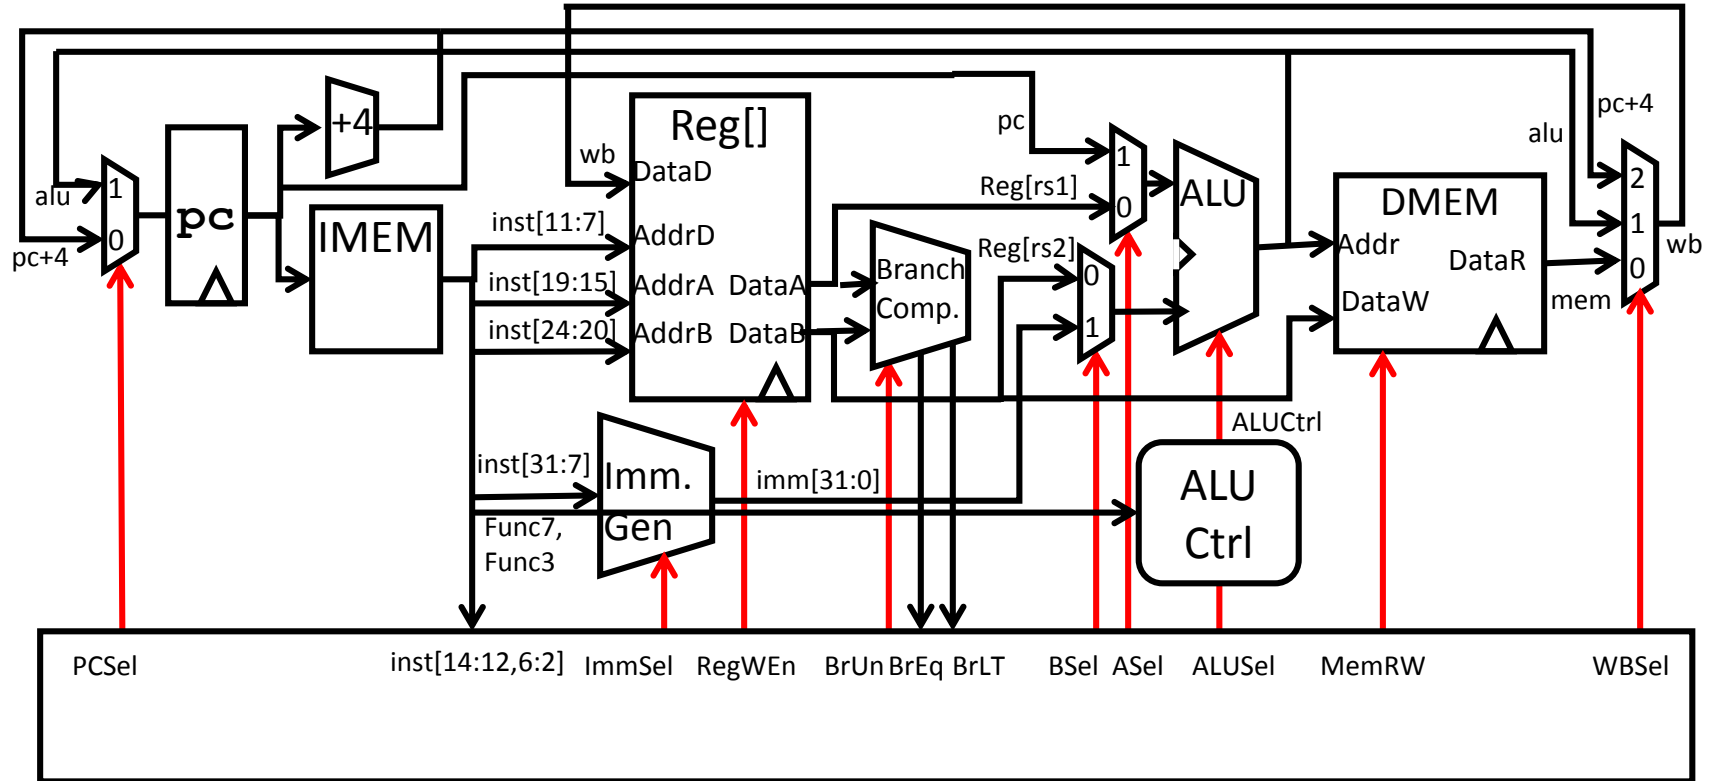 pc+4
alu
pc
wb
+4
Reg[]
DataD
AddrD
AddrA
AddrB
DataA
DataB
alu
1
0
pc+4
pc
IMEM
inst[11:7]
inst[19:15]
inst[24:20]
Branch
Comp.
Reg[rs1]
Reg[rs2]
1
0
0
1
ALU
DMEM
Addr
DataR
DataW
mem
2
1
0
wb
inst[31:7]
Imm.
Gen
imm[31:0]
Func7,
Func3
ALUCtrl
ALU
Ctrl
PCSel
inst[14:12,6:2]
ImmSel
RegWEn
BrUn
BrEq
BrLT
BSel
ASel
ALUSel
MemRW
WBSel